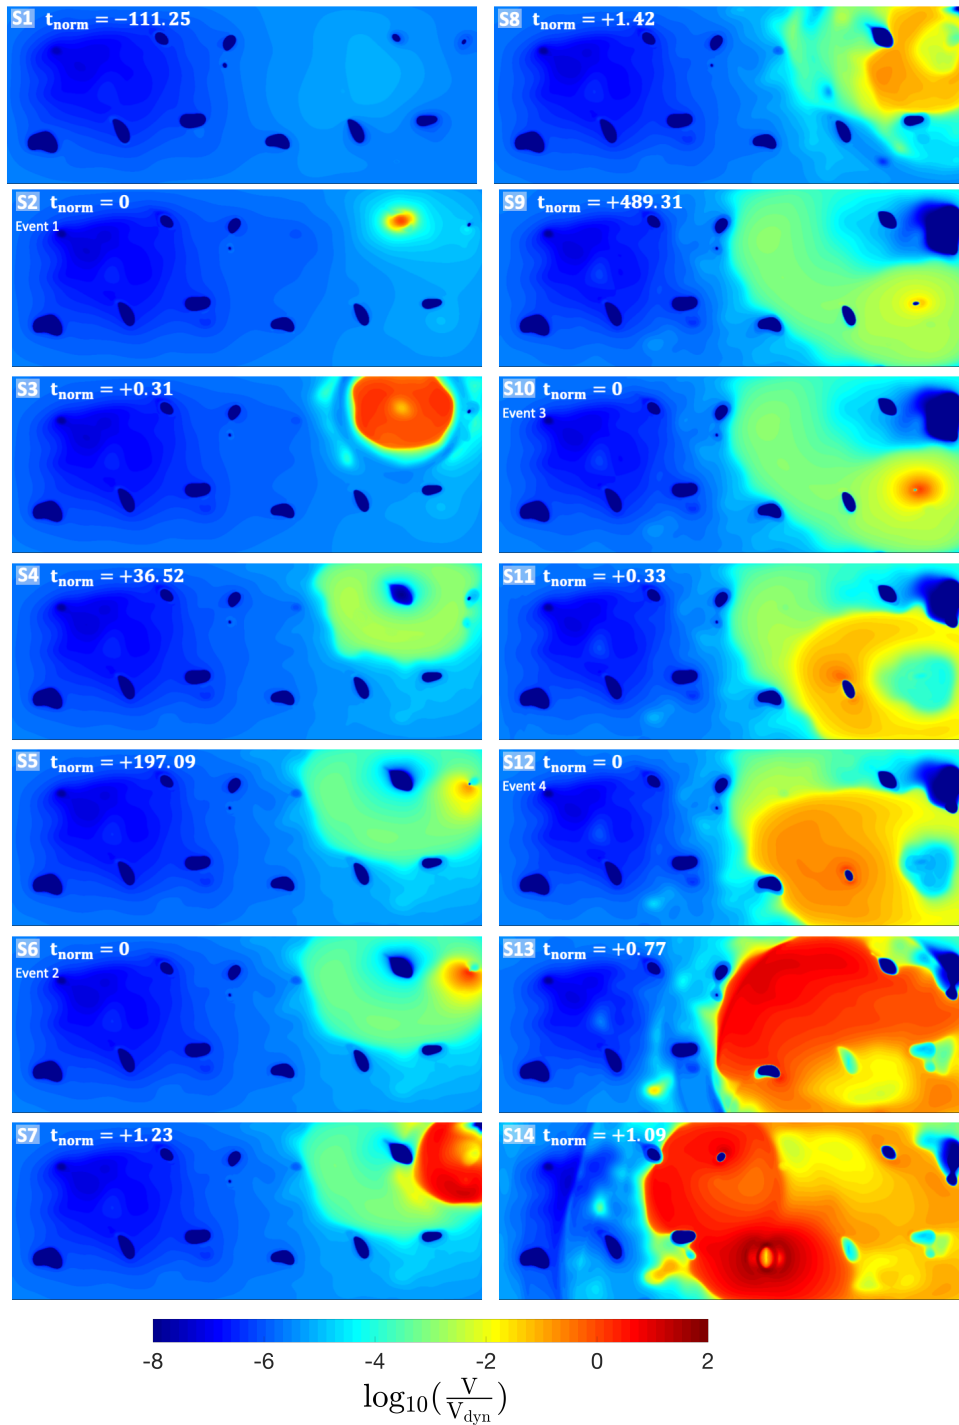 S1 t_norm = −111.25
S2 t_norm = 0
Event 1
S3 t_norm = +0.31
S4 t_norm = +36.52
S5 t_norm = +197.09
S6 t_norm = 0
Event 2
S7 t_norm = +1.23
S8 t_norm = +1.42
S9 t_norm = +489.31
S10 t_norm = 0
Event 3
S11 t_norm = +0.33
S12 t_norm = 0
Event 4
S13 t_norm = +0.77
S14 t_norm = +1.09
-8 -6 -4 -2 0 2
log₁₀(V/V_dyn)